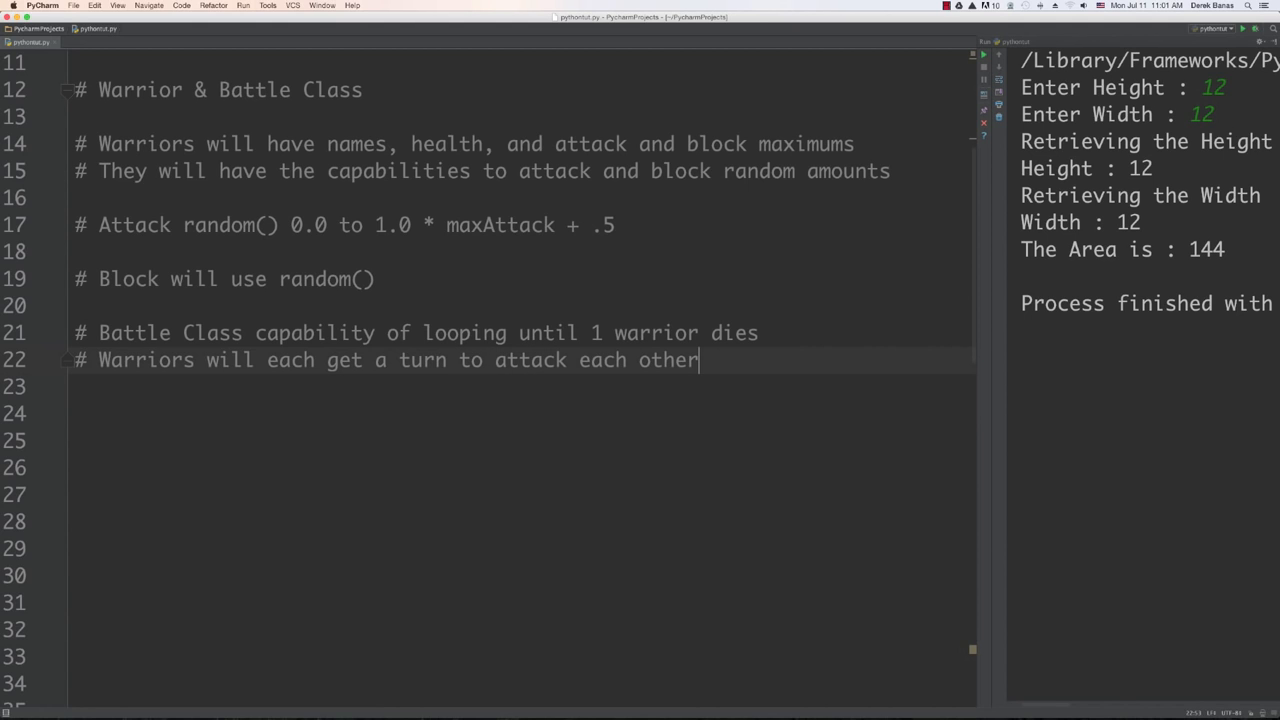 PyCharm File Edit View Navigate Code Refactor Run Tools VCS Window Help
10 Mon Jul 11 11:01 AM Derek Banas
pythontut.py - PycharmProjects - [~/PycharmProjects]
PycharmProjects pythontut.py
pythontut
pythontut.py
Run pythontut
11
12 # Warrior & Battle Class
13
14 # Warriors will have names, health, and attack and block maximums
15 # They will have the capabilities to attack and block random amounts
16
17 # Attack random() 0.0 to 1.0 * maxAttack + .5
18
19 # Block will use random()
20
21 # Battle Class capability of looping until 1 warrior dies
22 # Warriors will each get a turn to attack each other
23
24
25
26
27
28
29
30
31
32
33
34
/Library/Frameworks/Py
Enter Height : 12
Enter Width : 12
Retrieving the Height
Height : 12
Retrieving the Width
Width : 12
The Area is : 144
Process finished with
22:53 LF÷ UTF-8÷